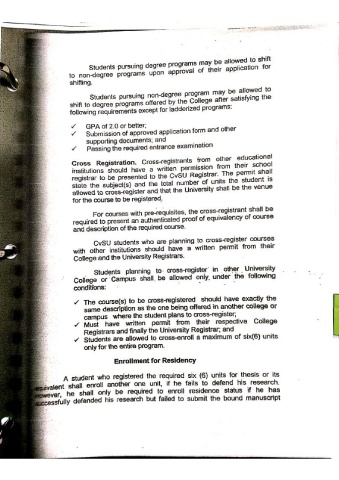 Students pursuing degree programs may be allowed to shift
to non-degree programs upon approval of their application for
shifting.
Students pursuing non-degree program may be allowed to
shift to degree programs offered by the College after satisfying the
following requirements except for ladderized programs:
✓ GPA of 2.0 or better;
✓ Submission of approved application form and other
supporting documents; and
✓ Passing the required entrance examination
Cross Registration. Cross-registrants from other educational
institutions should have a written permission from their school
registrar to be presented to the CvSU Registrar. The permit shall
state the subject(s) and the total number of units the student is
allowed to cross-register and that the University shall be the venue
for the course to be registered.
For courses with pre-requisites, the cross-registrant shall be
required to present an authenticated proof of equivalency of course
and description of the required course.
CvSU students who are planning to cross-register courses
with other institutions should have a written permit from their
College and the University Registrars.
Students planning to cross-register in other University
College or Campus shall be allowed only under the following
conditions:
✓ The course(s) to be cross-registered should have exactly the
same description as the one being offered in another college or
campus where the student plans to cross-register;
✓ Must have written permit from their respective College
Registrars and finally the University Registrar; and
✓ Students are allowed to cross-enroll a maximum of six(6) units
only for the entire program.
Enrollment for Residency
A student who registered the required six (6) units for thesis or its
equivalent shall enroll another one unit, if he fails to defend his research.
However, he shall only be required to enroll residence status if he has
successfully defended his research but failed to submit the bound manuscript